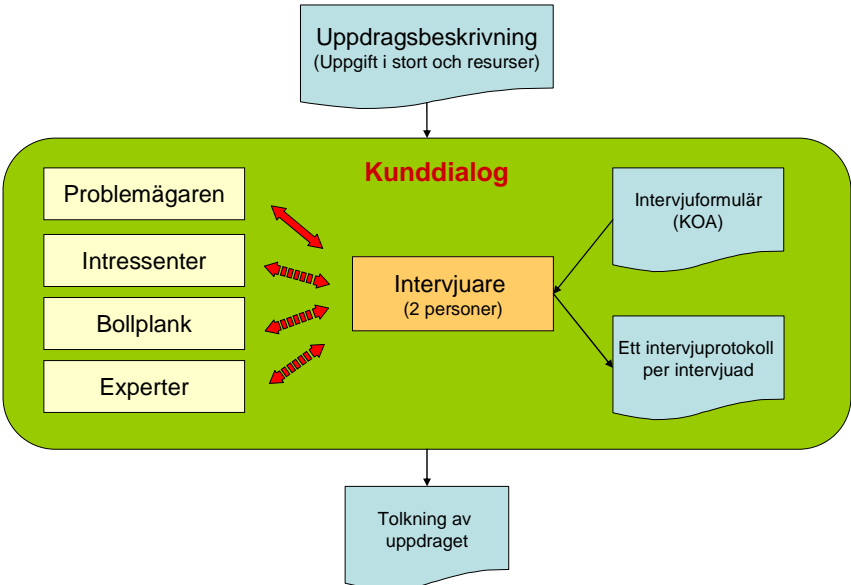 Uppdragsbeskrivning
(Uppgift i stort och resurser)
Kunddialog
Problemägaren
Intressenter
Bollplank
Experter
Intervjuare
(2 personer)
Intervjuformulär
(KOA)
Ett intervjuprotokoll
per intervjuad
Tolkning av
uppdraget